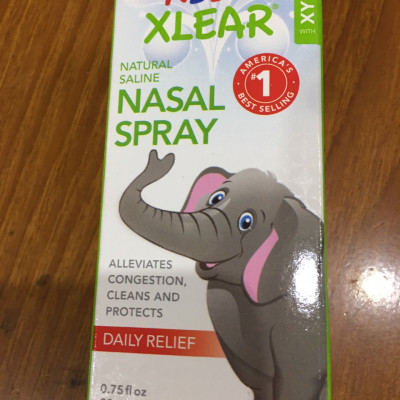 XLEAR®
WITH XY
NATURAL
SALINE
NASAL
SPRAY
AMERICA'S
#1
BEST SELLING
ALLEVIATES
CONGESTION,
CLEANS AND
PROTECTS
DAILY RELIEF
0.75 fl oz